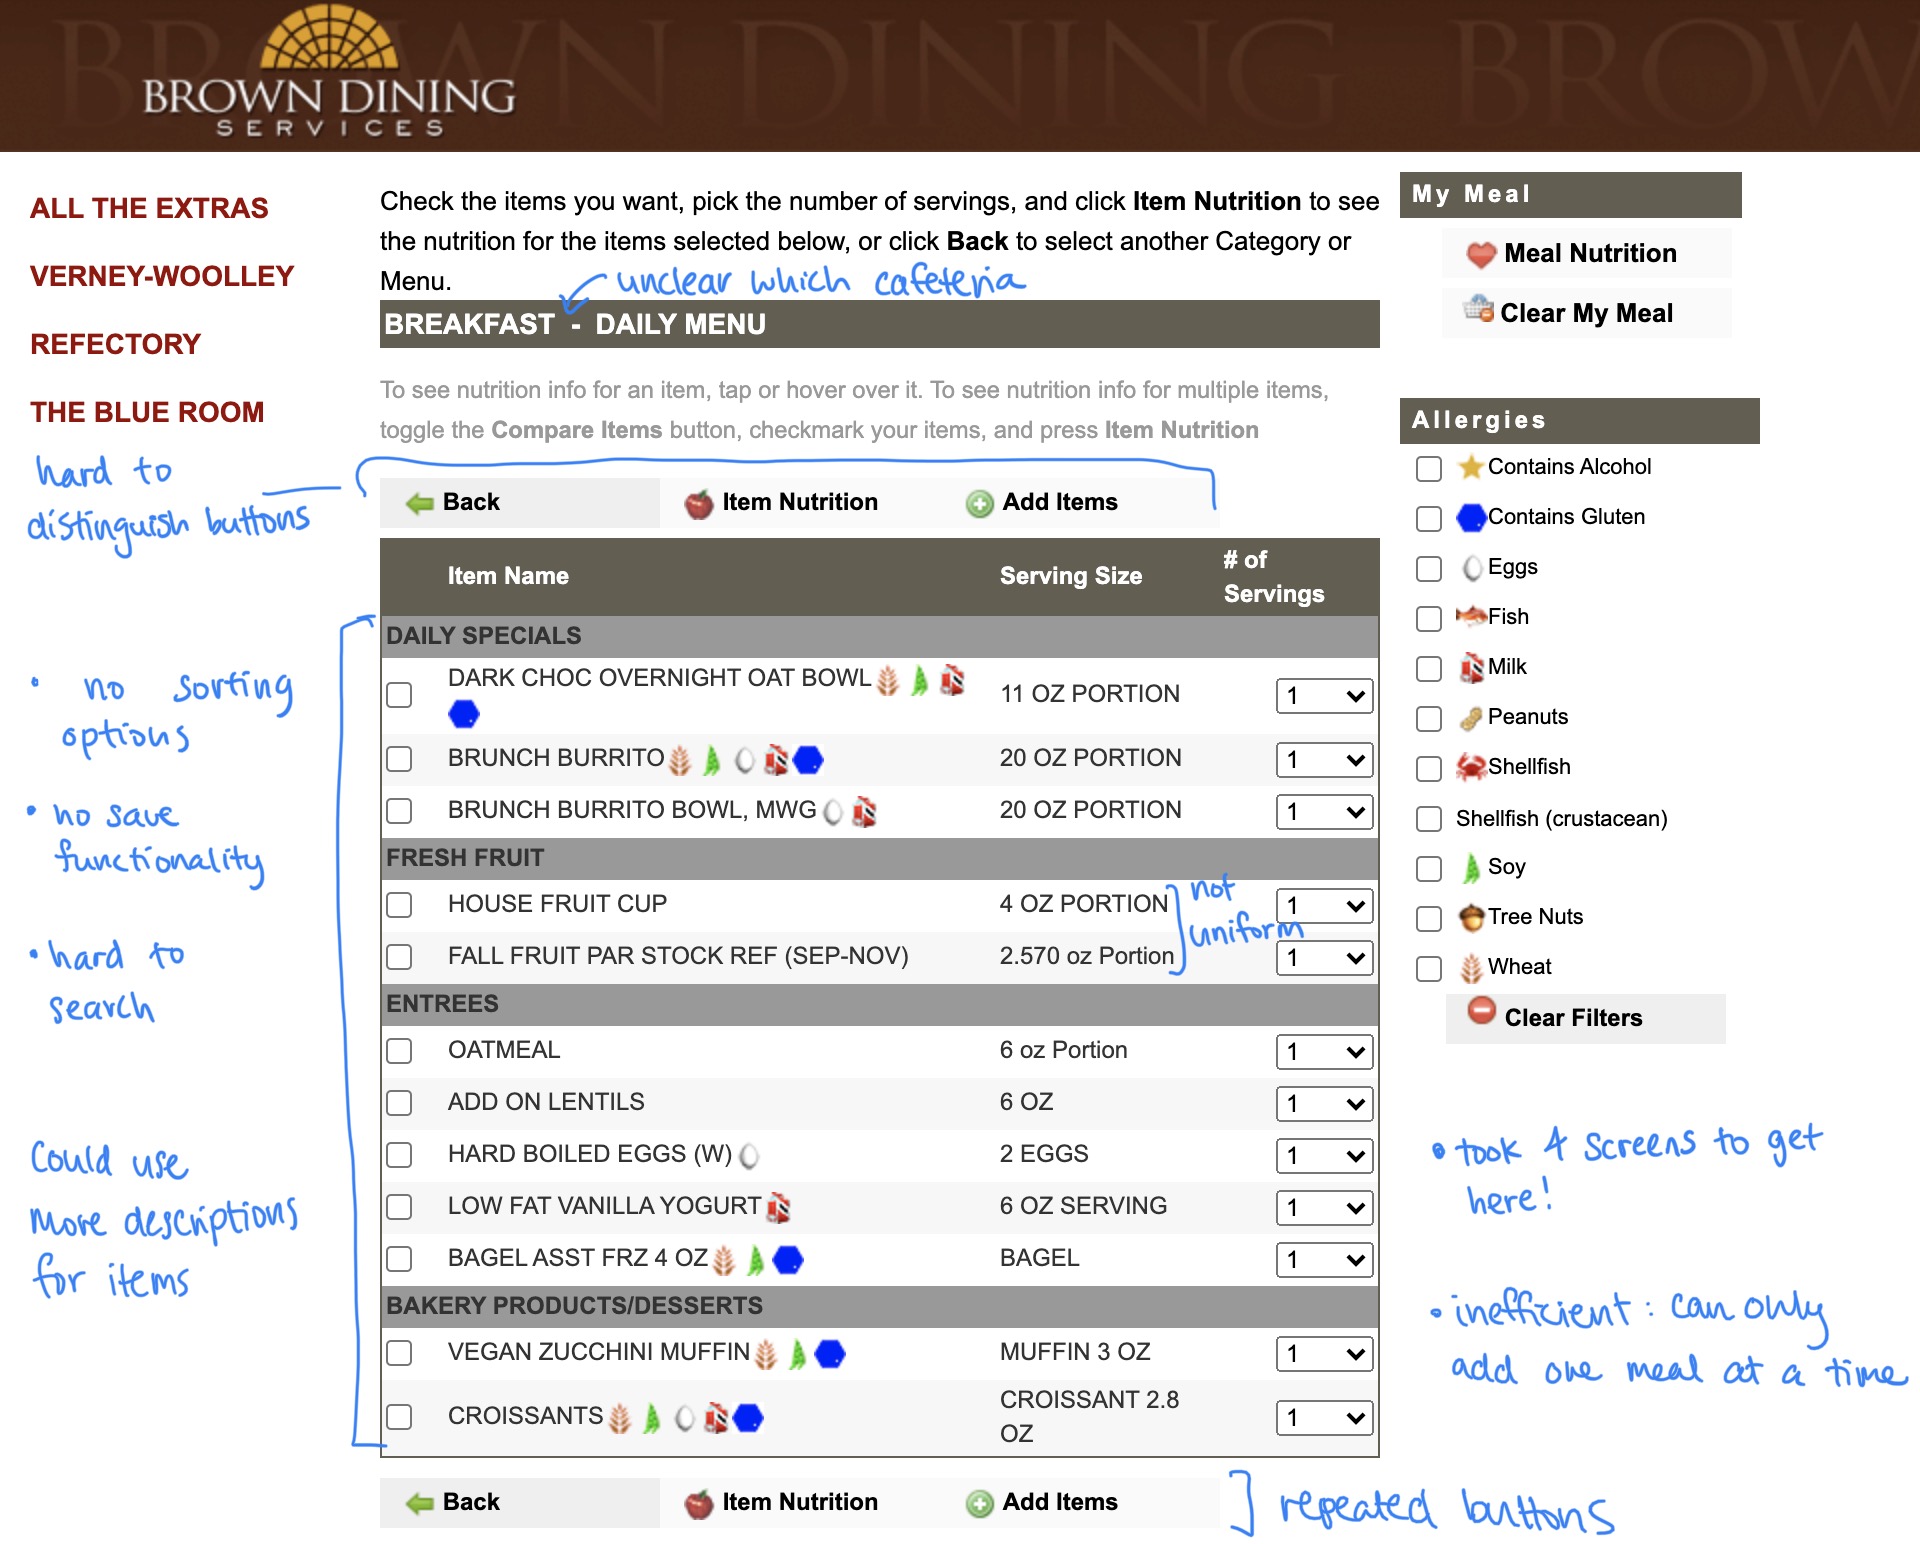 BROWN DINING
SERVICES
BROWN DINING BROW
ALL THE EXTRAS
VERNEY-WOOLLEY
REFECTORY
THE BLUE ROOM
hard to
distinguish buttons
• no sorting
options
• no save
functionality
• hard to
search
Could use
more descriptions
for items
Check the items you want, pick the number of servings, and click Item Nutrition to see
the nutrition for the items selected below, or click Back to select another Category or
Menu.
unclear which cafeteria
BREAKFAST - DAILY MENU
To see nutrition info for an item, tap or hover over it. To see nutrition info for multiple items,
toggle the Compare Items button, checkmark your items, and press Item Nutrition
Back Item Nutrition Add Items
Item Name Serving Size # of
Servings
DAILY SPECIALS
DARK CHOC OVERNIGHT OAT BOWL 11 OZ PORTION 1
BRUNCH BURRITO 20 OZ PORTION 1
BRUNCH BURRITO BOWL, MWG 20 OZ PORTION 1
FRESH FRUIT
HOUSE FRUIT CUP 4 OZ PORTION 1
FALL FRUIT PAR STOCK REF (SEP-NOV) 2.570 oz Portion 1
not
uniform
ENTREES
OATMEAL 6 oz Portion 1
ADD ON LENTILS 6 OZ 1
HARD BOILED EGGS (W) 2 EGGS 1
LOW FAT VANILLA YOGURT 6 OZ SERVING 1
BAGEL ASST FRZ 4 OZ BAGEL 1
BAKERY PRODUCTS/DESSERTS
VEGAN ZUCCHINI MUFFIN MUFFIN 3 OZ 1
CROISSANTS CROISSANT 2.8
OZ 1
Back Item Nutrition Add Items
repeated buttons
My Meal
Meal Nutrition
Clear My Meal
Allergies
Contains Alcohol
Contains Gluten
Eggs
Fish
Milk
Peanuts
Shellfish
Shellfish (crustacean)
Soy
Tree Nuts
Wheat
Clear Filters
• took 4 screens to get
here!
• inefficient: can only
add one meal at a time